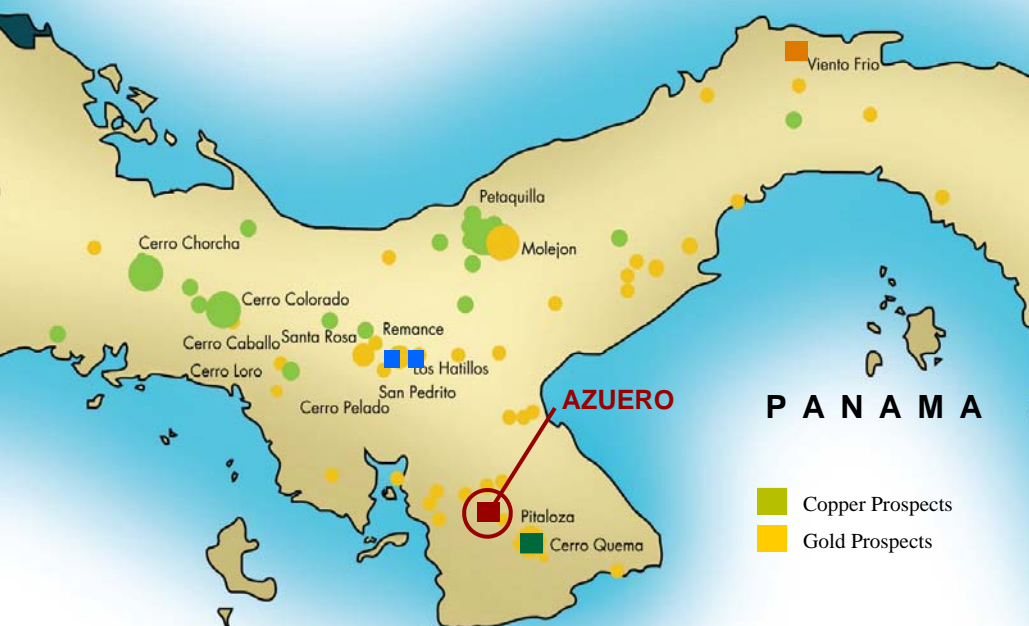 Viento Frio
Petaquilla
Cerro Chorcha
Molejon
Cerro Colorado
Santa Rosa
Remance
Cerro Caballo
Cerro Loro
Los Hatillos
San Pedrito
Cerro Pelado
AZUERO
PANAMA
Copper Prospects
Pitaloza
Gold Prospects
Cerro Quema